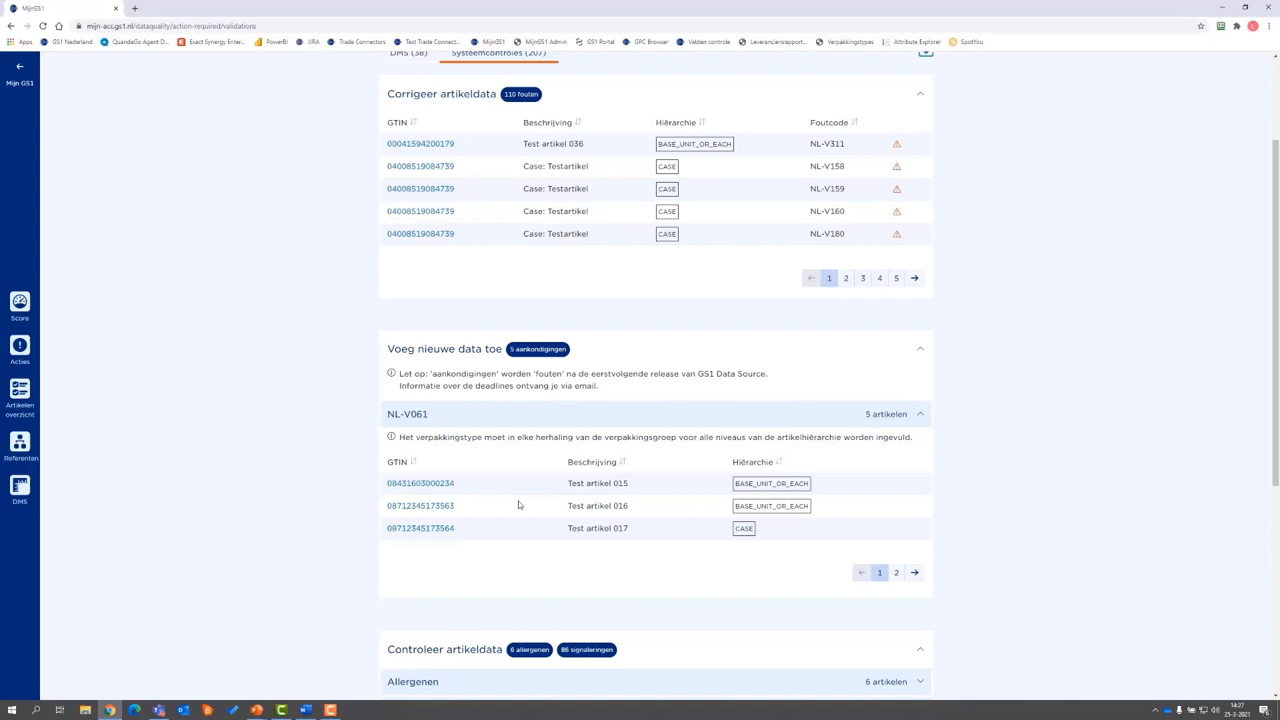 MijnGS1
mijn-acc.gs1.nl/dataquality/action-required/validations
Apps GS1 Nederland QuandaGo Agent D... Exact Synergy Enter... PowerBI JIRA Trade Connectors Test Trade Connect... MijnGS1 MijnGS1 Admin GS1 Portal GPC Browser Velden controle Leveranciersrapport... Verpakkingstypes Attribute Explorer SpotYou
DMS (38) Systeemcontroles (207)
Mijn GS1
Corrigeer artikeldata 110 fouten
GTIN Beschrijving Hiërarchie Foutcode
00041594200179 Test artikel 036 BASE_UNIT_OR_EACH NL-V311
04008519084739 Case: Testartikel CASE NL-V158
04008519084739 Case: Testartikel CASE NL-V159
04008519084739 Case: Testartikel CASE NL-V160
04008519084739 Case: Testartikel CASE NL-V180
1 2 3 4 5
Score
Acties
Artikelen
overzicht
Referenten
DMS
Voeg nieuwe data toe 5 aankondigingen
Let op: 'aankondigingen' worden 'fouten' na de eerstvolgende release van GS1 Data Source.
Informatie over de deadlines ontvang je via email.
NL-V061 5 artikelen
Het verpakkingstype moet in elke herhaling van de verpakkingsgroep voor alle niveaus van de artikelhiërarchie worden ingevuld.
GTIN Beschrijving Hiërarchie
08431603000234 Test artikel 015 BASE_UNIT_OR_EACH
08712345173563 Test artikel 016 BASE_UNIT_OR_EACH
08712345173564 Test artikel 017 CASE
1 2
Controleer artikeldata 6 allergenen 86 signaleringen
Allergenen 6 artikelen
14:27
25-3-2021